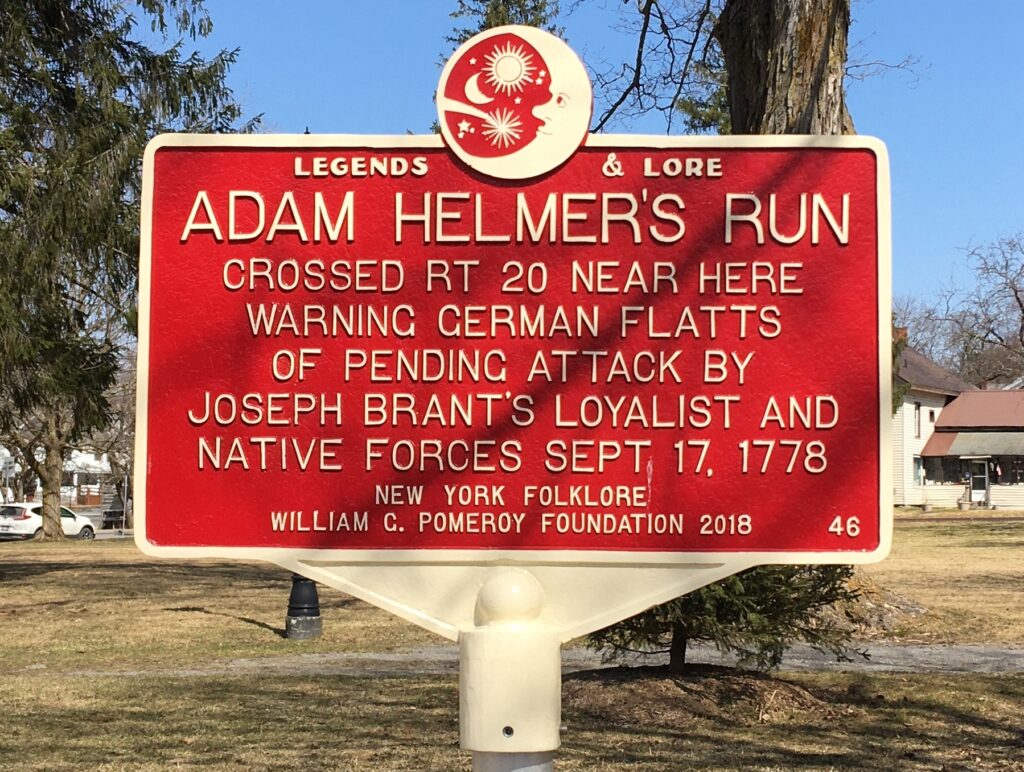 LEGENDS & LORE
ADAM HELMER'S RUN
CROSSED RT 20 NEAR HERE
WARNING GERMAN FLATTS
OF PENDING ATTACK BY
JOSEPH BRANT'S LOYALIST AND
NATIVE FORCES SEPT 17, 1778
NEW YORK FOLKLORE
WILLIAM G. POMEROY FOUNDATION 2018 46